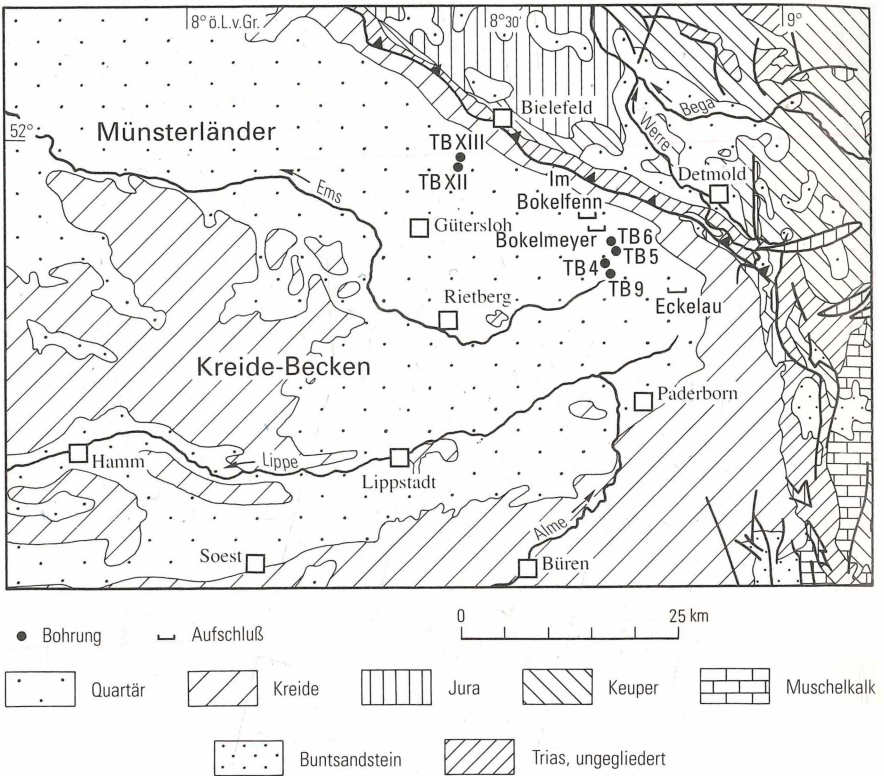 8° ö.L.v.Gr.
8° 30'
9°
52°
Bielefeld
Münsterländer
TB XIII
TB XII
Bega
Werre
Detmold
Im
Bokelfenn
Ems
Gütersloh
Bokelmeyer
TB 6
TB 5
TB 4
TB 9
Eckelau
Rietberg
Kreide-Becken
Paderborn
Hamm
Lippe
Lippstadt
Alme
Soest
Büren
0 25 km
Bohrung Aufschluß
Quartär Kreide Jura Keuper Muschelkalk
Buntsandstein Trias, ungegliedert